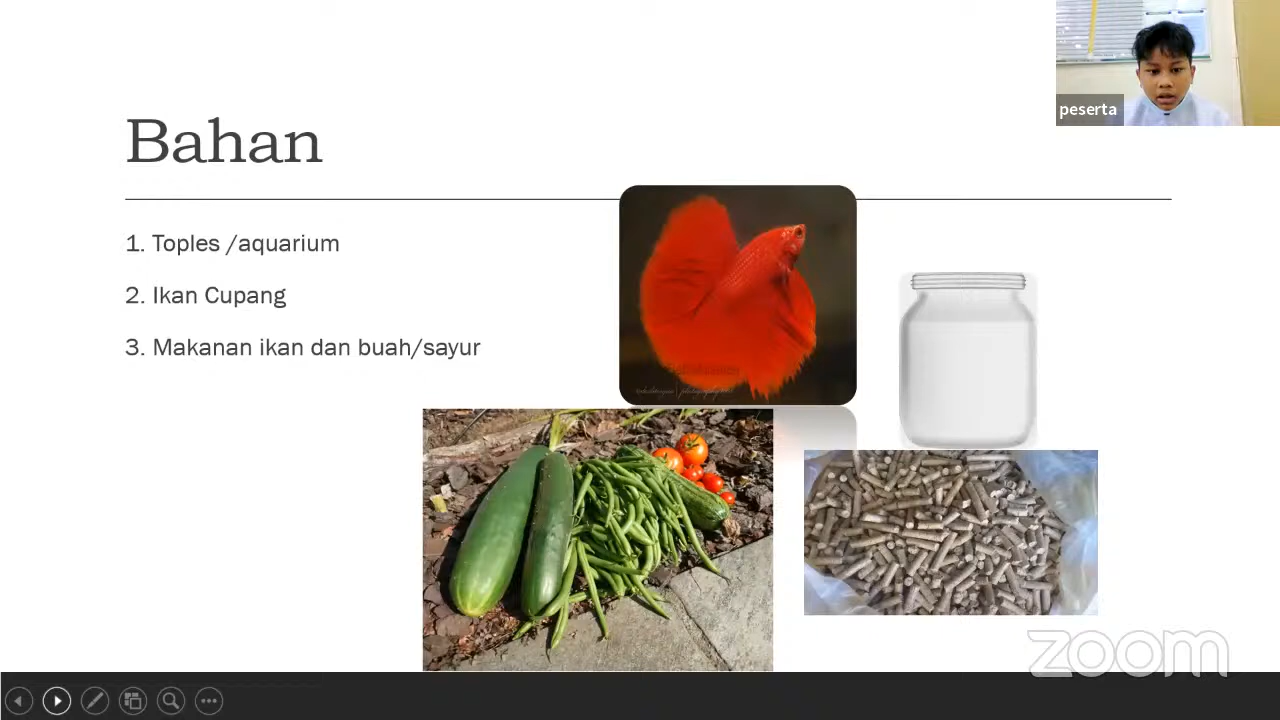 peserta
Bahan
1. Toples /aquarium
2. Ikan Cupang
3. Makanan ikan dan buah/sayur
zoom